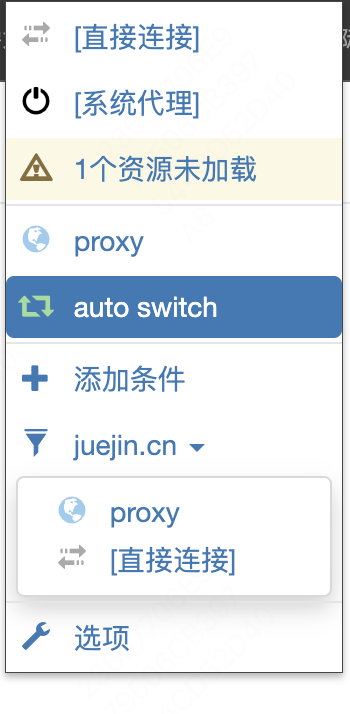 [直接连接]
[系统代理]
1个资源未加载
proxy
auto switch
添加条件
juejin.cn
proxy
[直接连接]
选项